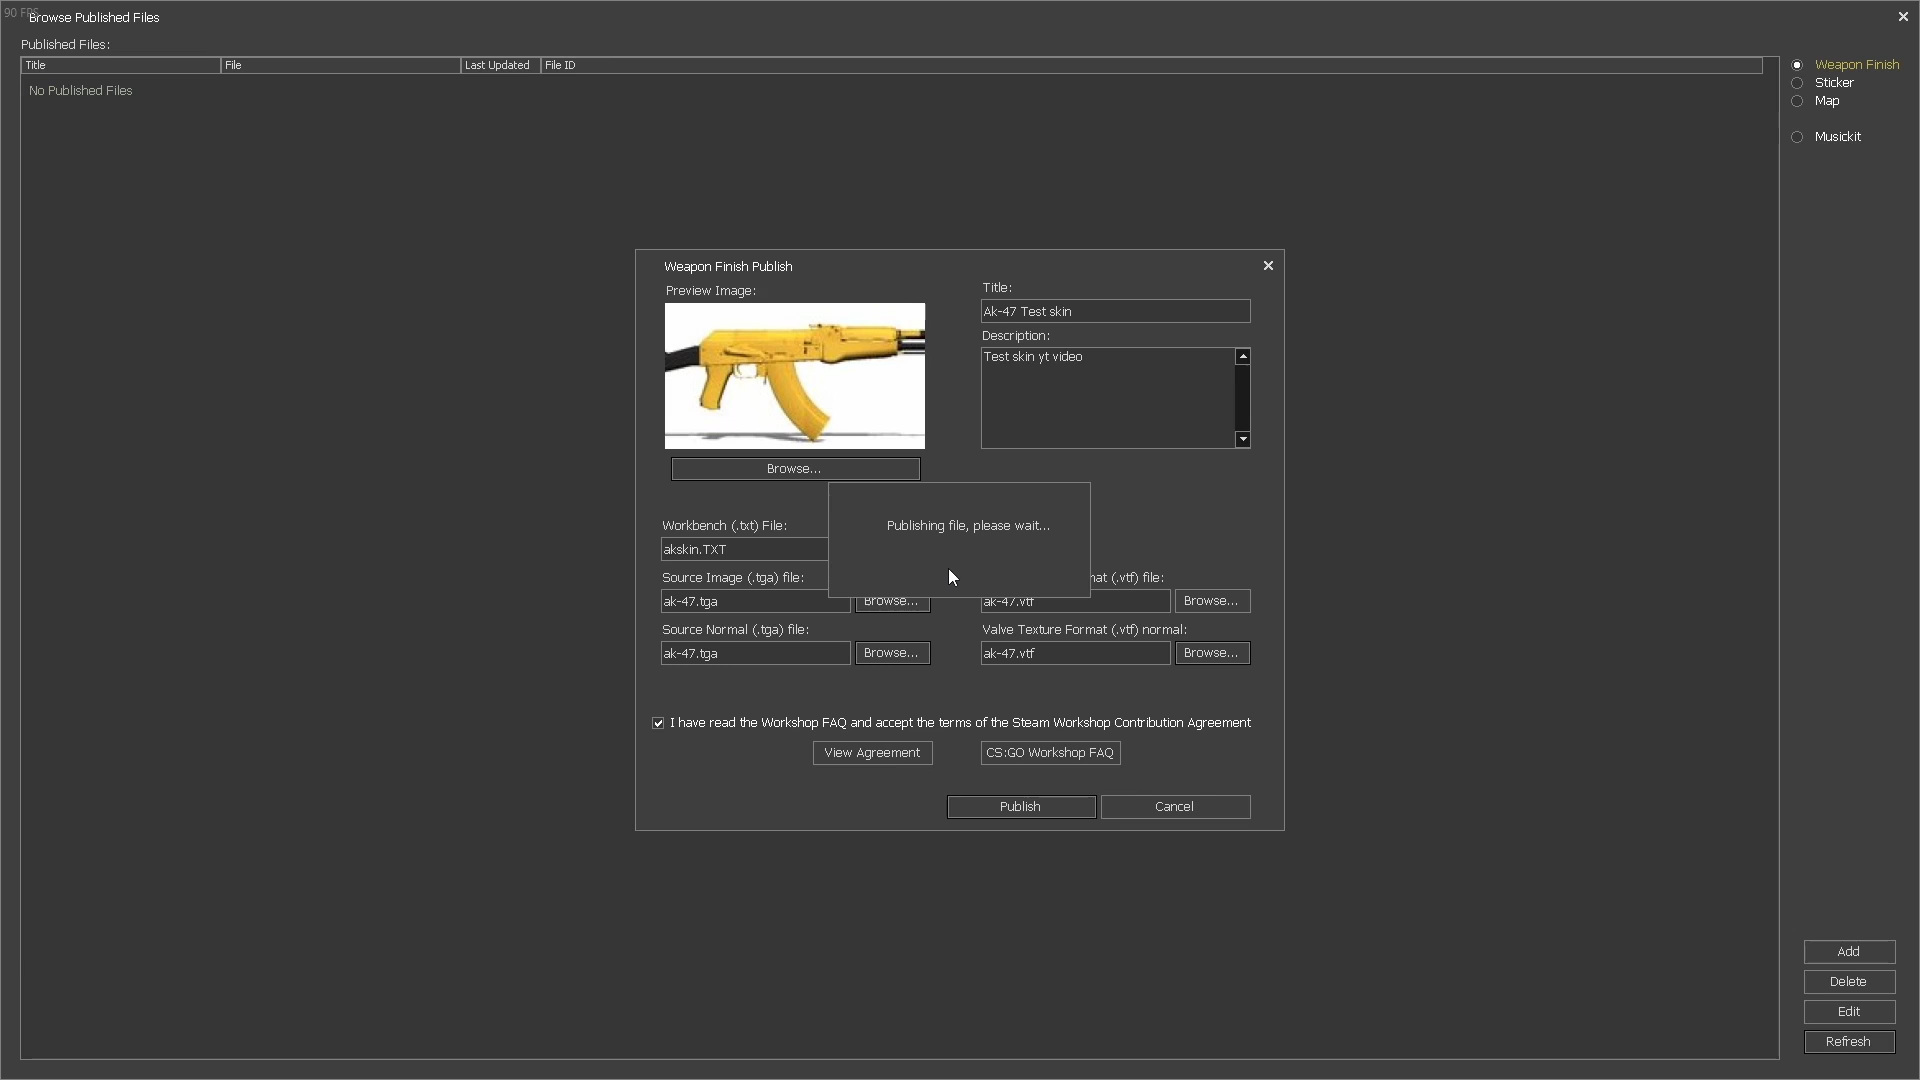 90 FPS
Browse Published Files
Published Files:
Title File Last Updated File ID
No Published Files
Weapon Finish
Sticker
Map
Musickit
Weapon Finish Publish
Preview Image:
Title:
Ak-47 Test skin
Description:
Test skin yt video
Browse...
Publishing file, please wait...
Workbench (.txt) File:
akskin.TXT
Source Image (.tga) file: (.vtf) file:
ak-47.tga Browse... ak-47.vtf Browse...
Source Normal (.tga) file: Valve Texture Format (.vtf) normal:
ak-47.tga Browse... ak-47.vtf Browse...
I have read the Workshop FAQ and accept the terms of the Steam Workshop Contribution Agreement
View Agreement CS:GO Workshop FAQ
Publish Cancel
Add
Delete
Edit
Refresh